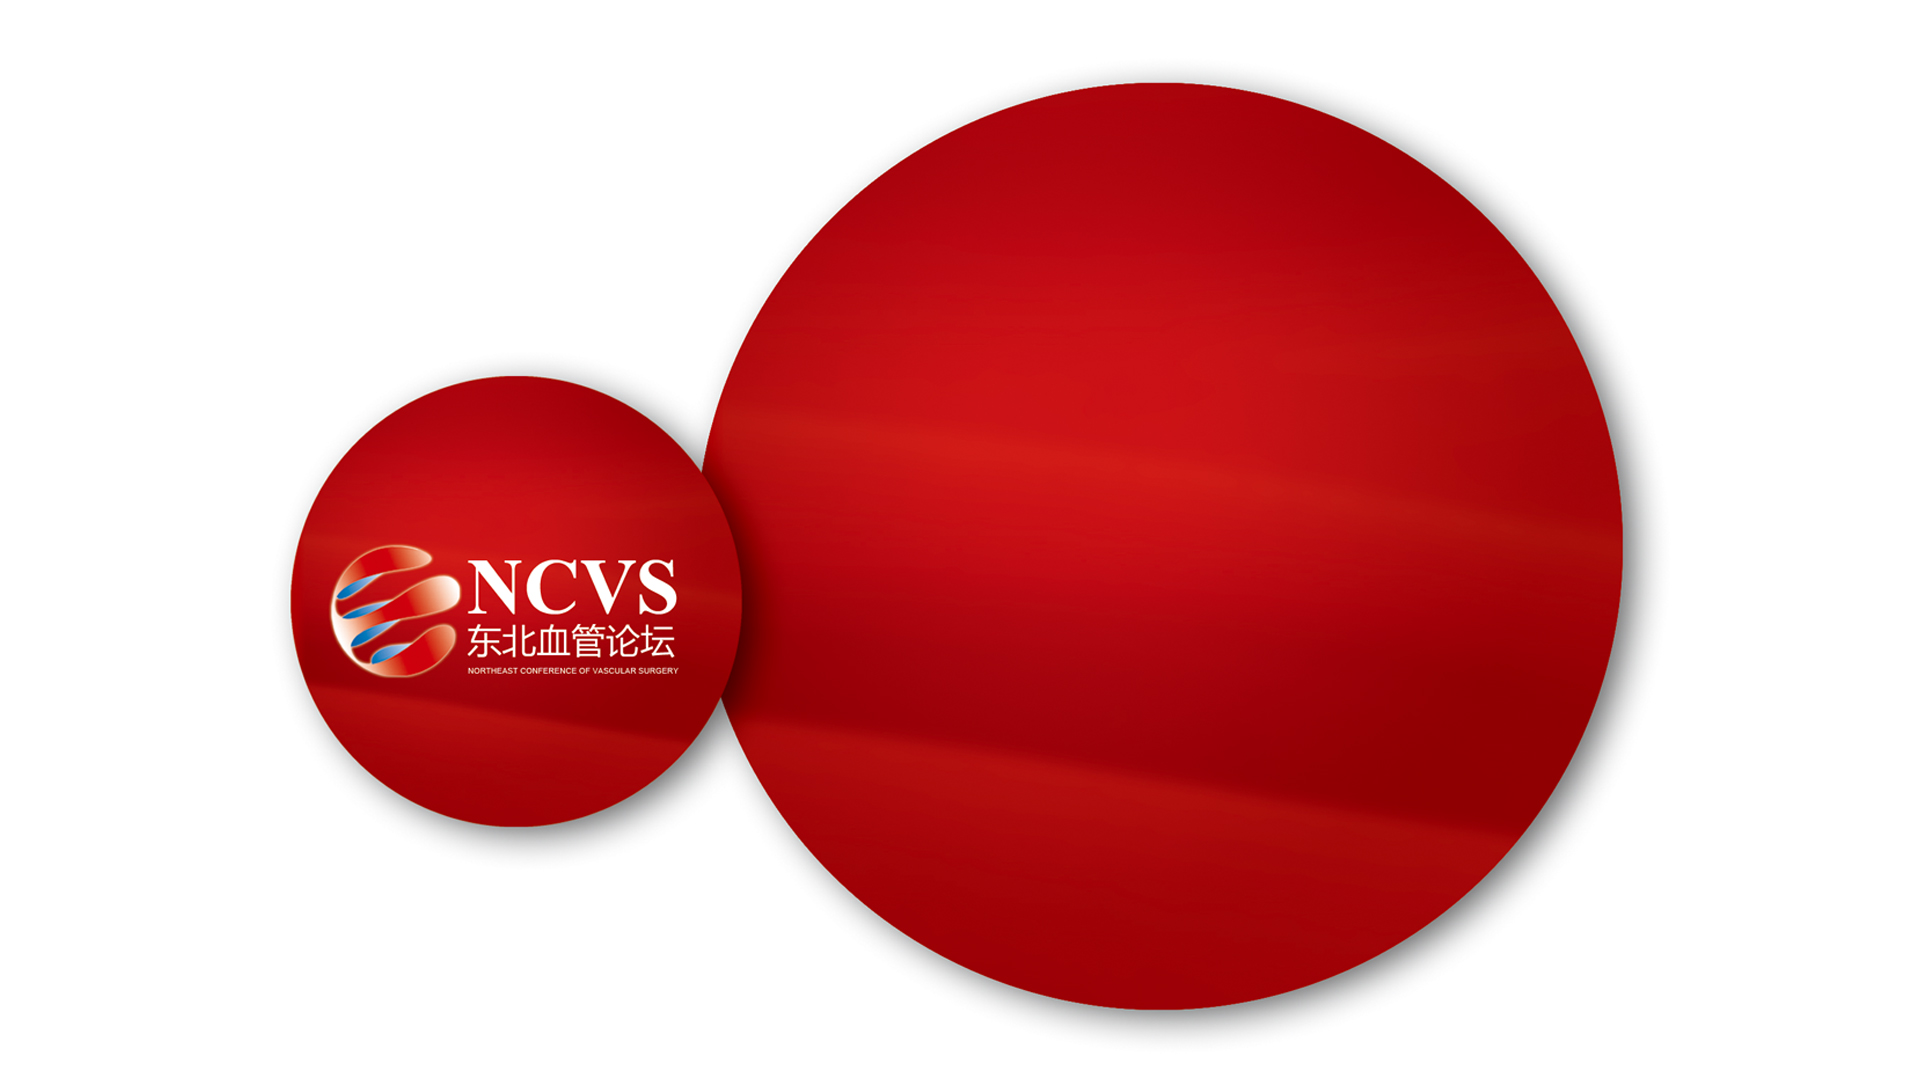 NCVS
东北血管论坛
NORTHEAST CONFERENCE OF VASCULAR SURGERY